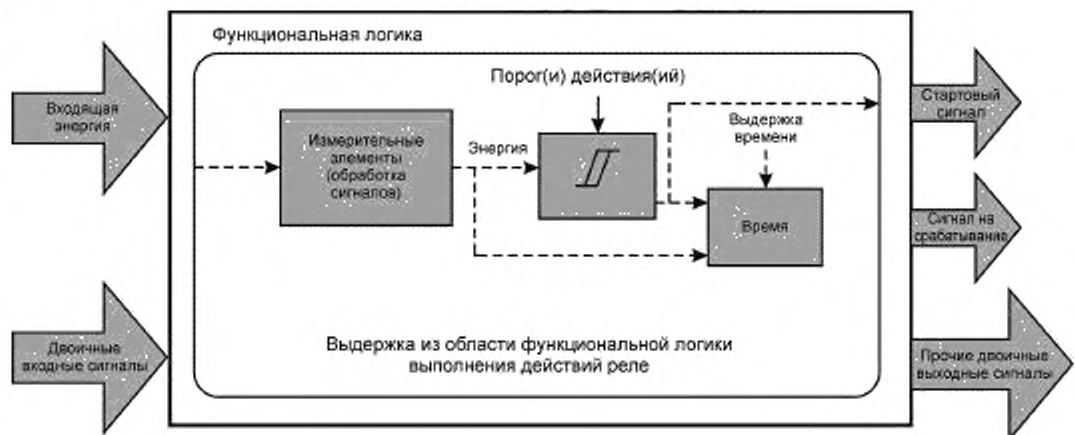 Функциональная логика
Порог(и) действия(ий)
Входящая
энергия
Измерительные
элементы
(обработка
сигналов)
Энергия
Выдержка
времени
Время
Стартовый
сигнал
Сигнал на
срабатывание
Двоичные
входные сигналы
Выдержка из области функциональной логики
выполнения действий реле
Прочие двоичные
выходные сигналы